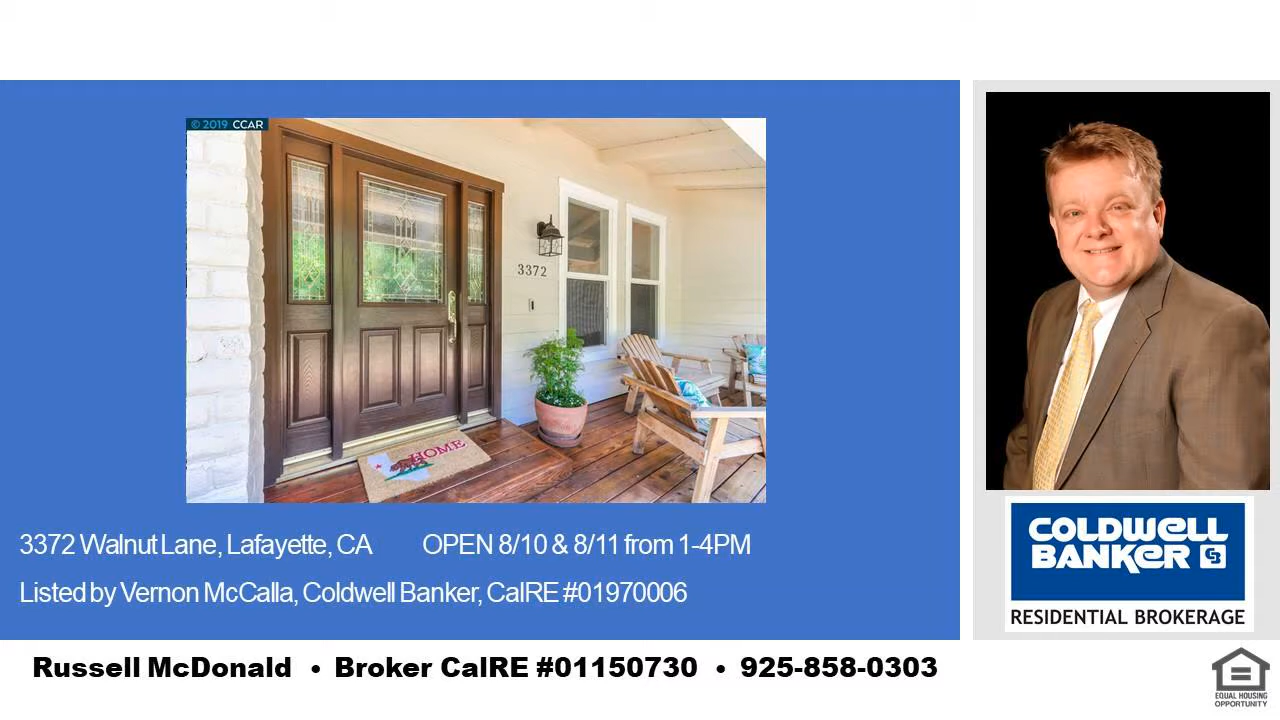 © 2019 CCAR
3372
HOME
3372 Walnut Lane, Lafayette, CA OPEN 8/10 & 8/11 from 1-4PM
Listed by Vernon McCalla, Coldwell Banker, CalRE #01970006
COLDWELL
BANKER CB
RESIDENTIAL BROKERAGE
Russell McDonald • Broker CalRE #01150730 • 925-858-0303
EQUAL HOUSING
OPPORTUNITY